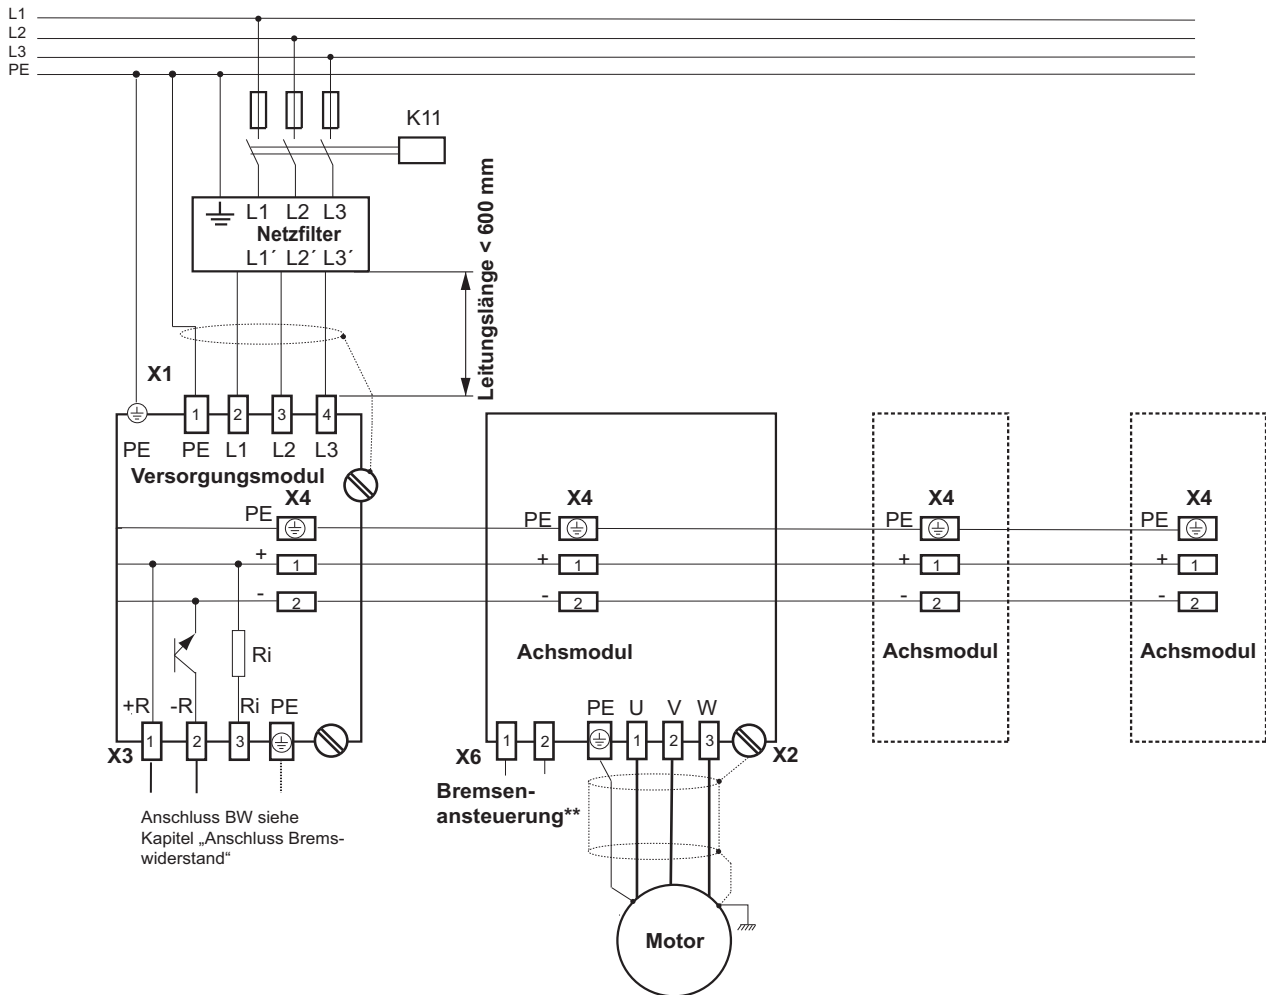 L1
L2
L3
PE
K11
L1 L2 L3
Netzfilter
L1´ L2´ L3´
Leitungslänge < 600 mm
X1
1 2 3 4
PE PE L1 L2 L3
Versorgungsmodul
X4 X4 X4 X4
PE PE PE PE
+ 1 + 1 + 1 + 1
- 2 - 2 - 2 - 2
Ri
Achsmodul Achsmodul Achsmodul
+R -R Ri PE
PE U V W
X3 1 2 3
X6 1 2 1 2 3 X2
Bremsen-
ansteuerung**
Anschluss BW siehe
Kapitel „Anschluss Brems-
widerstand“
Motor